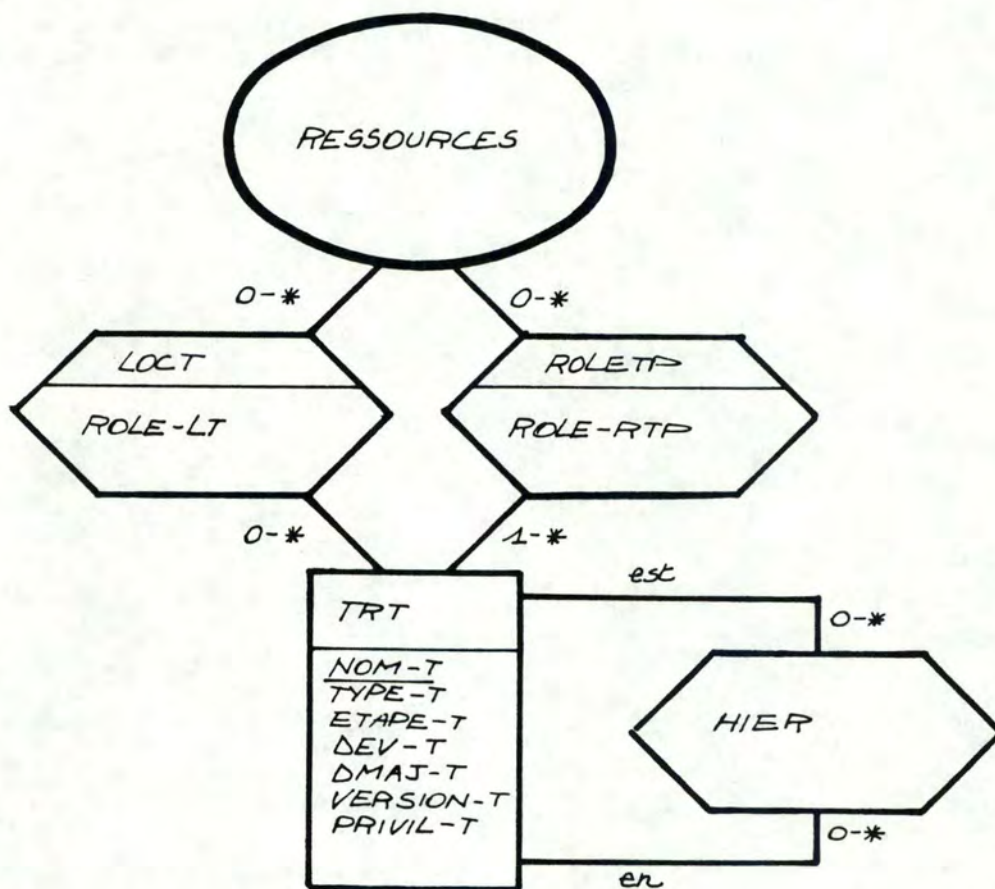 RESSOURCES
0-*
0-*
LOCT
ROLETP
ROLE-LT
ROLE-RTP
0-*
1-*
est
TRT
0-*
NOM-T
TYPE-T
ETAPE-T
HIER
DEV-T
DMAJ-T
VERSION-T
PRIVIL-T
0-*
en